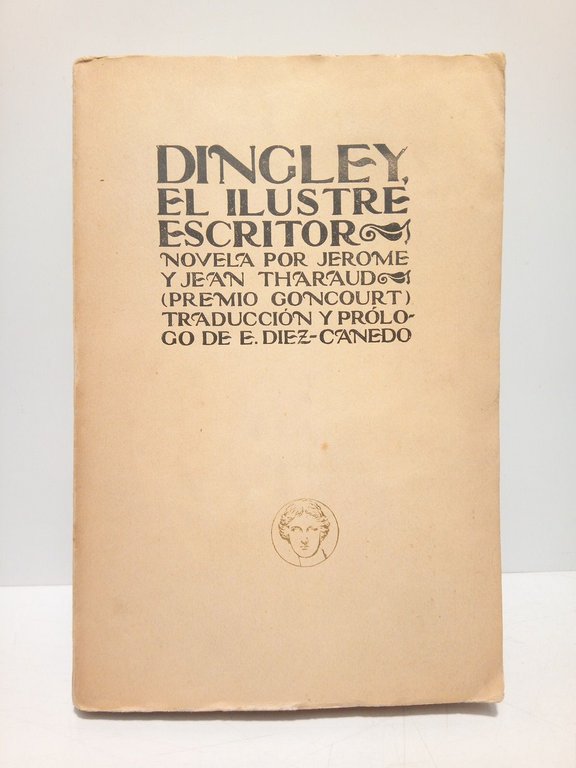 DINGLEY,
EL ILUSTRE
ESCRITOR
NOVELA POR JEROME
Y JEAN THARAUD
(PREMIO GONCOURT)
TRADUCCIÓN Y PRÓLO-
GO DE E. DIEZ-CANEDO